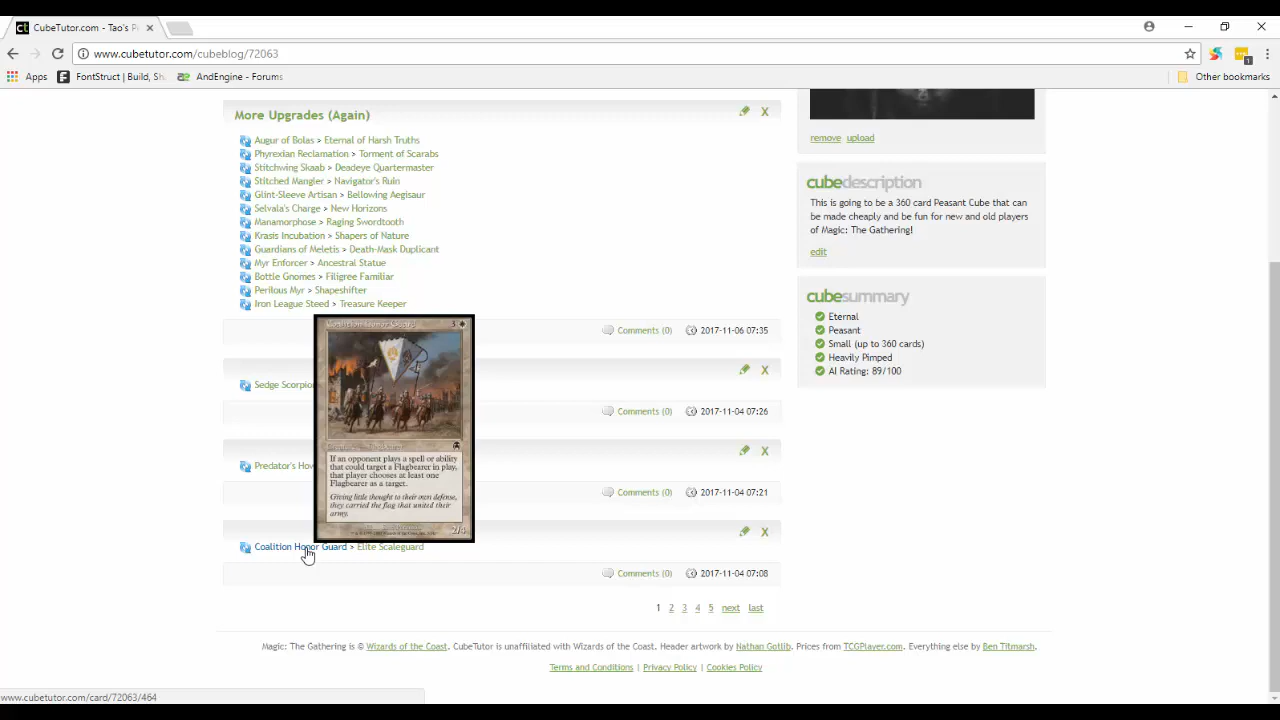 CubeTutor.com - Tao's P
www.cubetutor.com/cubeblog/72063
Apps
FontStruct | Build, Sh
AndEngine - Forums
Other bookmarks
More Upgrades (Again)
Augur of Bolas > Eternal of Harsh Truths
Phyrexian Reclamation > Torment of Scarabs
Stitchwing Skaab > Deadeye Quartermaster
Stitched Mangler > Navigator's Ruin
Glint-Sleeve Artisan > Bellowing Aegisaur
Selvala's Charge > New Horizons
Manamorphose > Raging Swordtooth
Krasis Incubation > Shapers of Nature
Guardians of Meletis > Death-Mask Duplicant
Myr Enforcer > Ancestral Statue
Bottle Gnomes > Filigree Familiar
Perilous Myr > Shapeshifter
Iron League Steed > Treasure Keeper
Comments (0) 2017-11-06 07:35
Sedge Scorpio
Comments (0) 2017-11-04 07:26
Predator's How
Comments (0) 2017-11-04 07:21
Coalition Honor Guard > Elite Scaleguard
Comments (0) 2017-11-04 07:08
Coalition Honor Guard 3
If an opponent plays a spell or ability
that could target a Flagbearer in play,
that player chooses at least one
Flagbearer as a target.
Giving little thought to their own defense,
they carried the flag that united their
army.
2/4
1 2 3 4 5 next last
remove upload
cubedescription
This is going to be a 360 card Peasant Cube that can
be made cheaply and be fun for new and old players
of Magic: The Gathering!
edit
cubesummary
Eternal
Peasant
Small (up to 360 cards)
Heavily Pimped
AI Rating: 89/100
Magic: The Gathering is © Wizards of the Coast. CubeTutor is unaffiliated with Wizards of the Coast. Header artwork by Nathan Gotlib. Prices from TCGPlayer.com. Everything else by Ben Titmarsh.
Terms and Conditions | Privacy Policy | Cookies Policy
www.cubetutor.com/card/72063/464